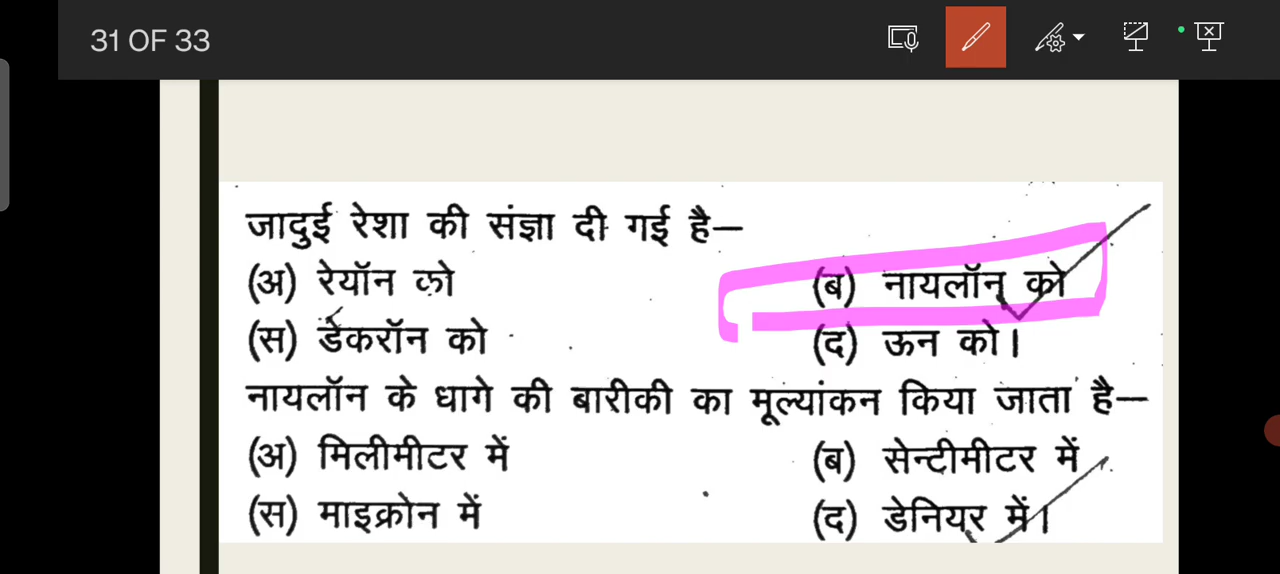 31 OF 33
जादुई रेशा की संज्ञा दी गई है—
(अ) रेयॉन को (ब) नायलॉन को
(स) डेकरॉन को (द) ऊन को।
नायलॉन के धागे की बारीकी का मूल्यांकन किया जाता है—
(अ) मिलीमीटर में (ब) सेन्टीमीटर में
(स) माइक्रोन में (द) डेनियर में।